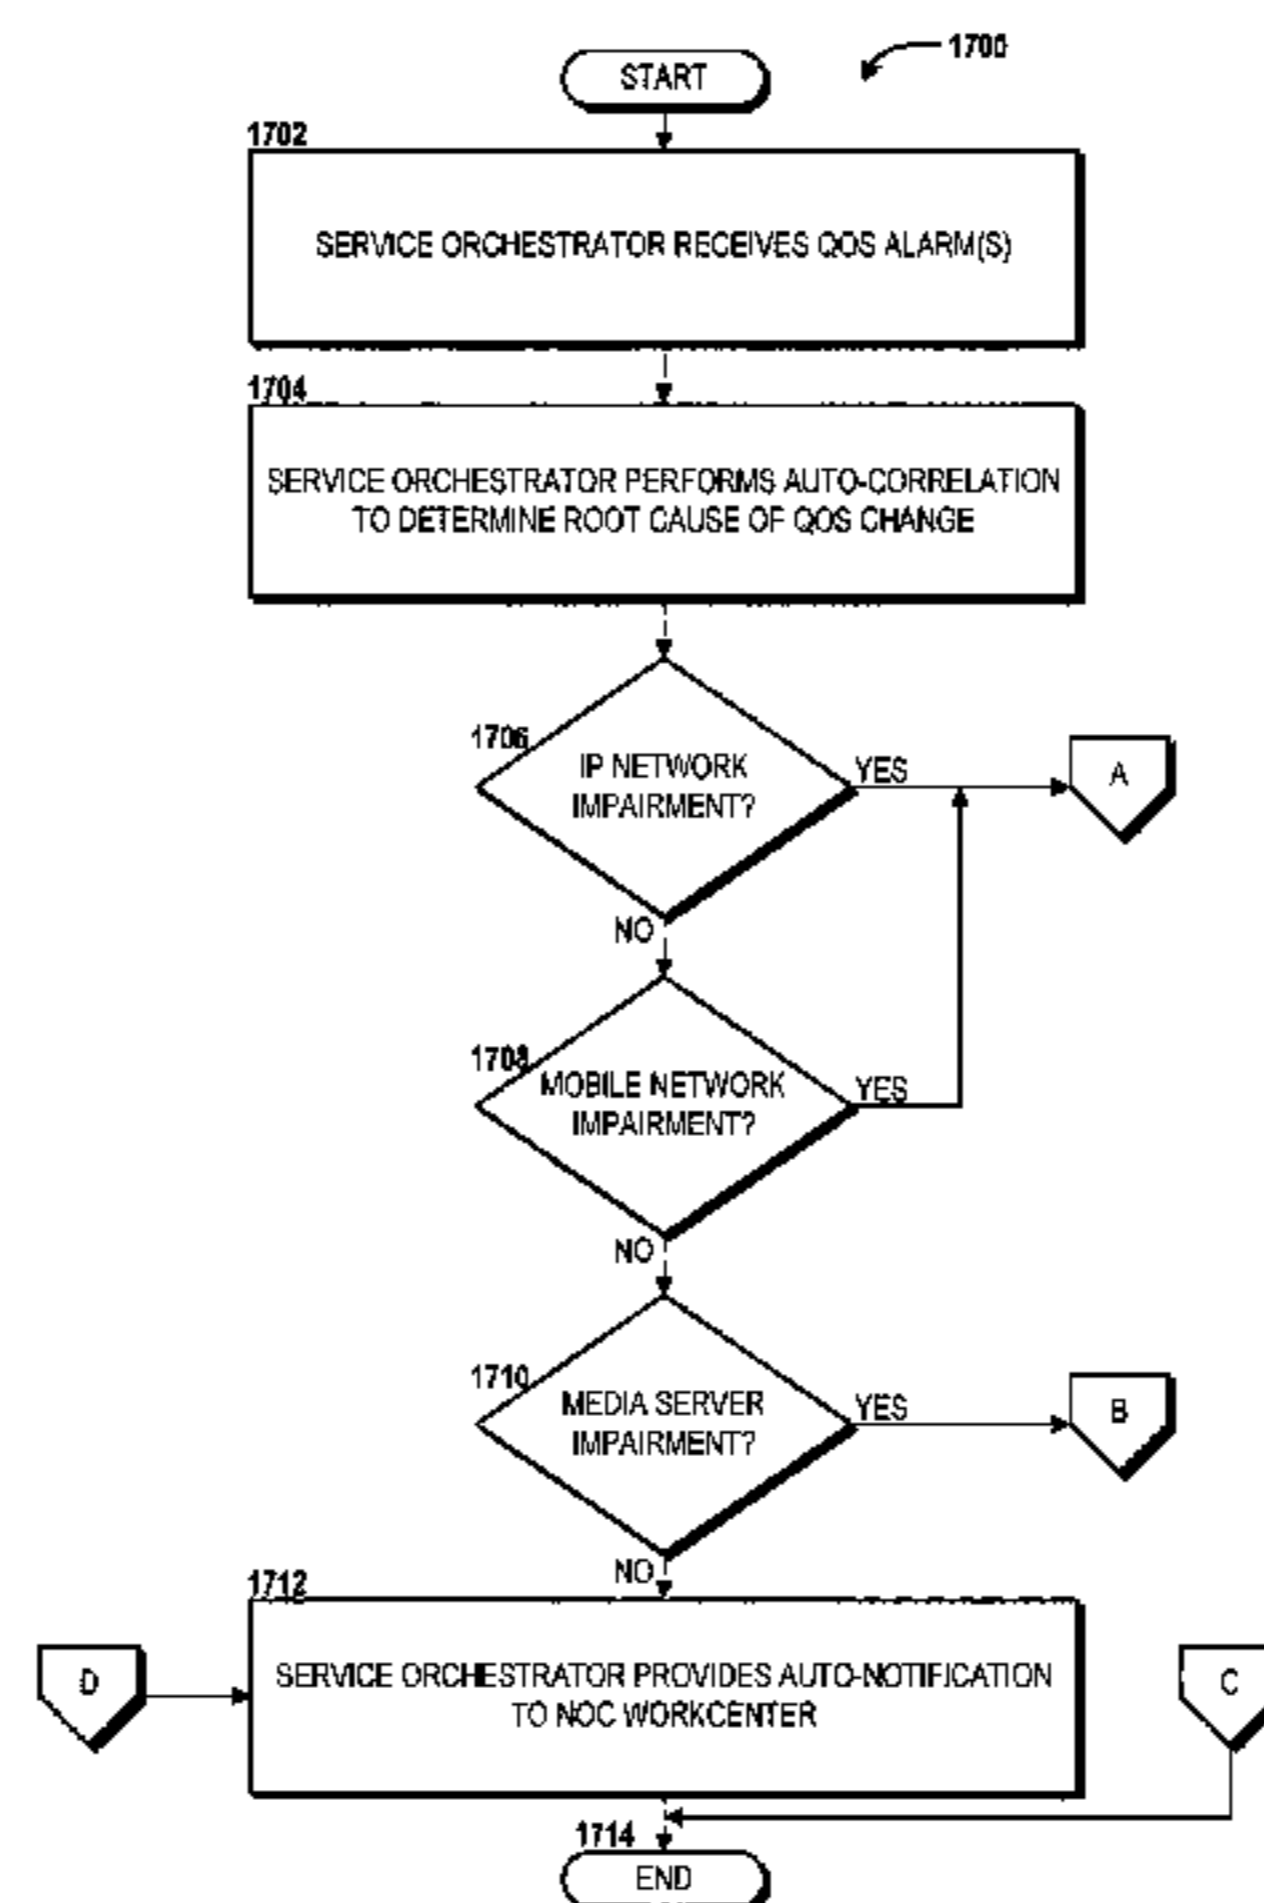 1700
START
1702
SERVICE ORCHESTRATOR RECEIVES QOS ALARM(S)
1704
SERVICE ORCHESTRATOR PERFORMS AUTO-CORRELATION
TO DETERMINE ROOT CAUSE OF QOS CHANGE
1706
IP NETWORK
IMPAIRMENT?
YES
A
NO
1708
MOBILE NETWORK
IMPAIRMENT?
YES
NO
1710
MEDIA SERVER
IMPAIRMENT?
YES
B
NO
1712
D
SERVICE ORCHESTRATOR PROVIDES AUTO-NOTIFICATION
TO NOC WORKCENTER
C
1714
END